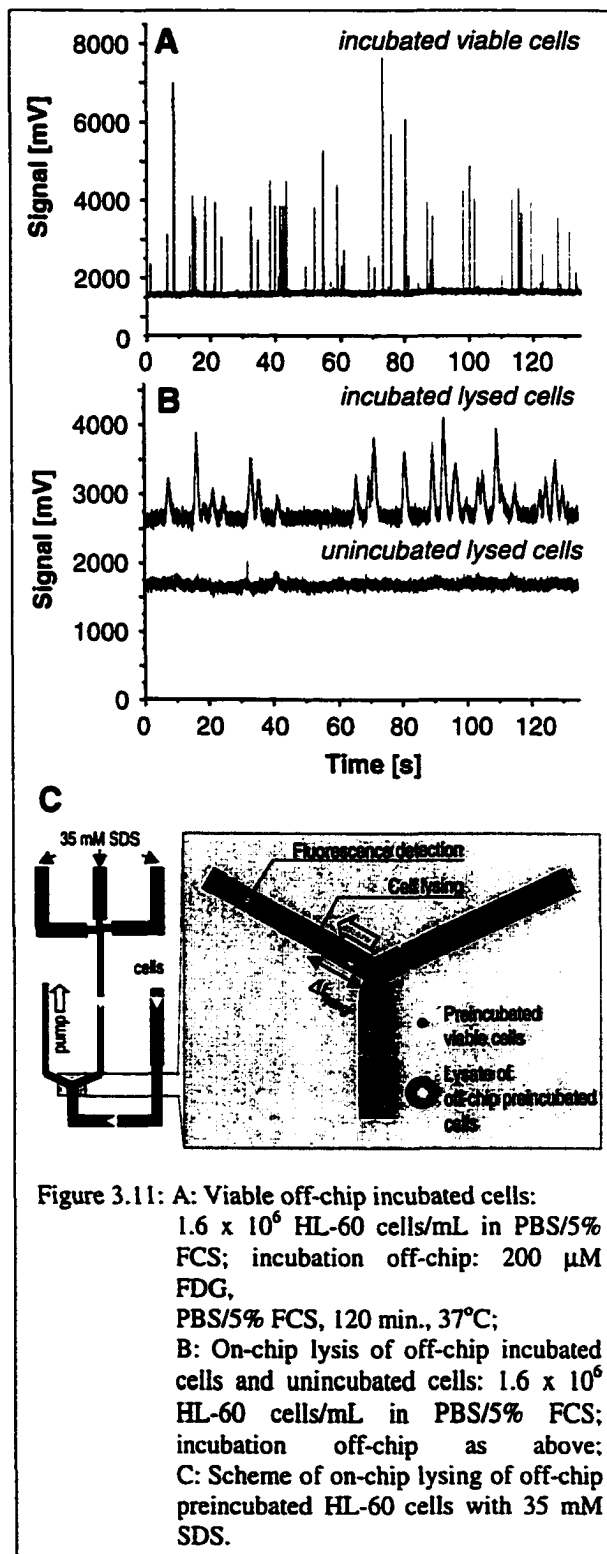 A
incubated viable cells
8000
6000
4000
2000
0
Signal [mV]
0 20 40 60 80 100 120
B
incubated lysed cells
4000
3000
unincubated lysed cells
2000
1000
0
Signal [mV]
0 20 40 60 80 100 120
Time [s]
C
35 mM SDS
cells
pump
Fluorescence detection
Cell lysing
Preincubated
viable cells
Lysate of
off-chip preincubated
cells
Figure 3.11: A: Viable off-chip incubated cells:
1.6 x 10⁶ HL-60 cells/mL in PBS/5%
FCS; incubation off-chip: 200 μM
FDG,
PBS/5% FCS, 120 min., 37°C;
B: On-chip lysis of off-chip incubated
cells and unincubated cells: 1.6 x 10⁶
HL-60 cells/mL in PBS/5% FCS;
incubation off-chip as above;
C: Scheme of on-chip lysing of off-chip
preincubated HL-60 cells with 35 mM
SDS.